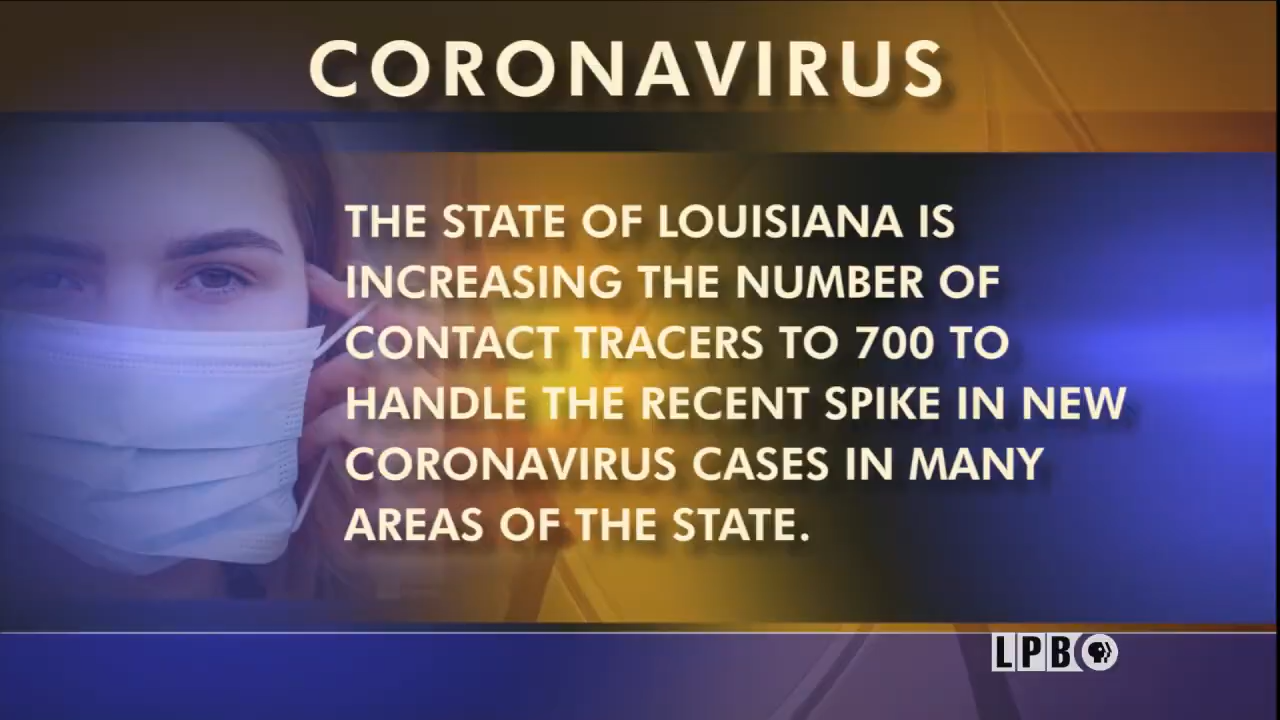 CORONAVIRUS
THE STATE OF LOUISIANA IS
INCREASING THE NUMBER OF
CONTACT TRACERS TO 700 TO
HANDLE THE RECENT SPIKE IN NEW
CORONAVIRUS CASES IN MANY
AREAS OF THE STATE.
LPB